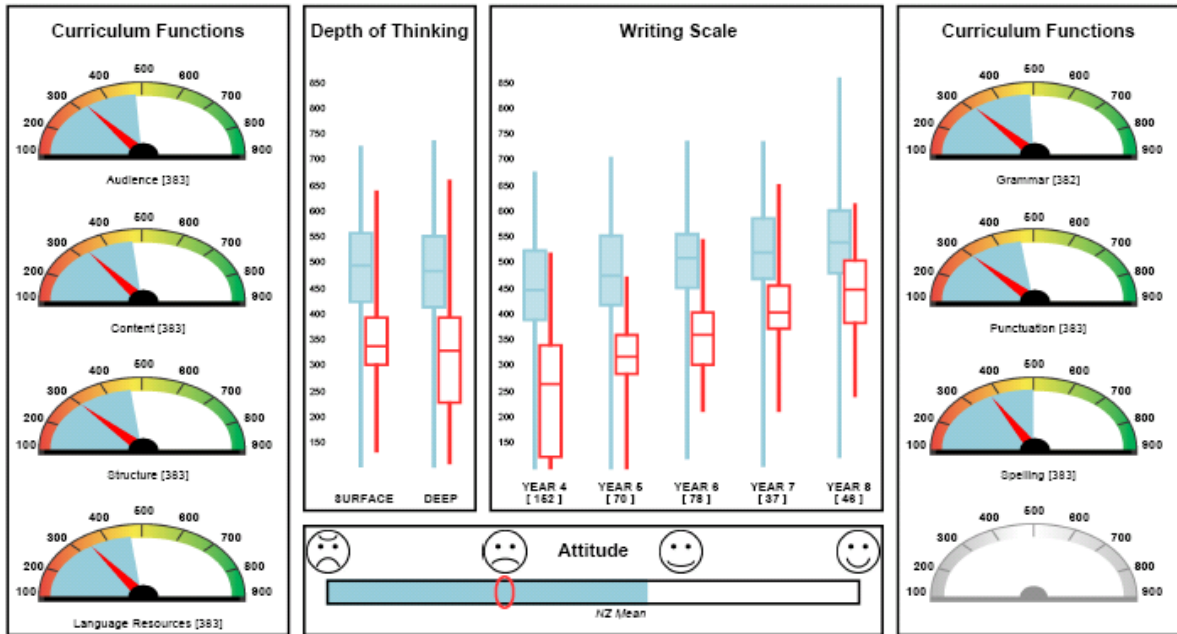 Curriculum Functions
100 200 300 400 500 600 700 800 900
Audience [383]
100 200 300 400 500 600 700 800 900
Content [383]
100 200 300 400 500 600 700 800 900
Structure [383]
100 200 300 400 500 600 700 800 900
Language Resources [383]
Depth of Thinking
850
800
750
700
650
600
550
500
450
400
350
300
250
200
150
SURFACE DEEP
Writing Scale
850
800
750
700
650
600
550
500
450
400
350
300
250
200
150
YEAR 4 YEAR 5 YEAR 6 YEAR 7 YEAR 8
[ 152 ] [ 70 ] [ 78 ] [ 37 ] [ 46 ]
Attitude
NZ Mean
Curriculum Functions
100 200 300 400 500 600 700 800 900
Grammar [382]
100 200 300 400 500 600 700 800 900
Punctuation [383]
100 200 300 400 500 600 700 800 900
Spelling [383]
100 200 300 400 500 600 700 800 900